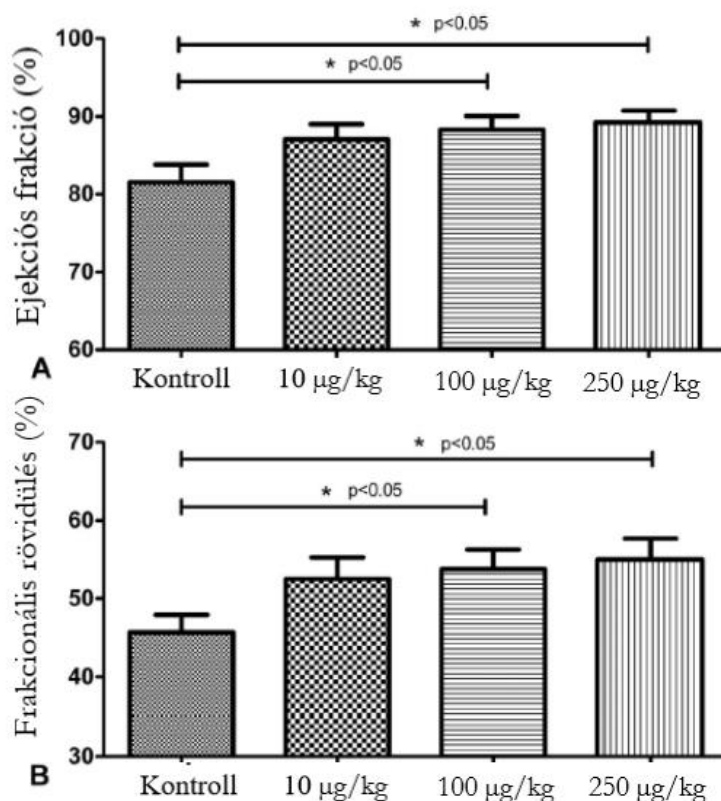 Ejekciós frakció (%)
100
90
80
70
60
* p<0.05
* p<0.05
A
Kontroll 10 µg/kg 100 µg/kg 250 µg/kg
Frakcionális rövidülés (%)
70
60
50
40
30
* p<0.05
* p<0.05
B
Kontroll 10 µg/kg 100 µg/kg 250 µg/kg